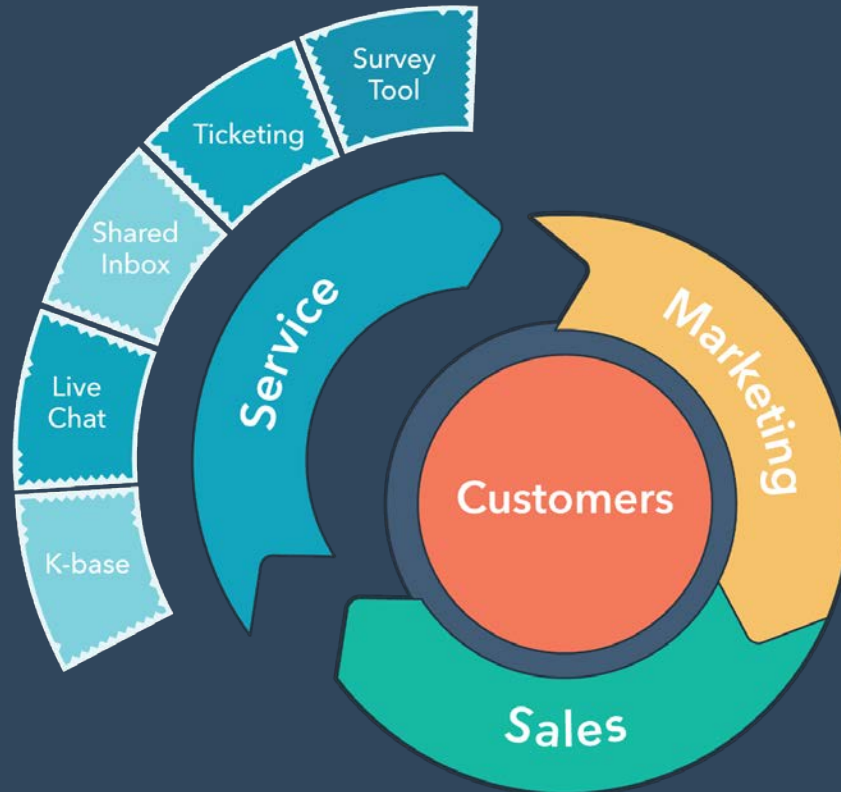 Survey
Tool
Ticketing
Shared
Inbox
Live
Chat
K-base
Service
Marketing
Customers
Sales